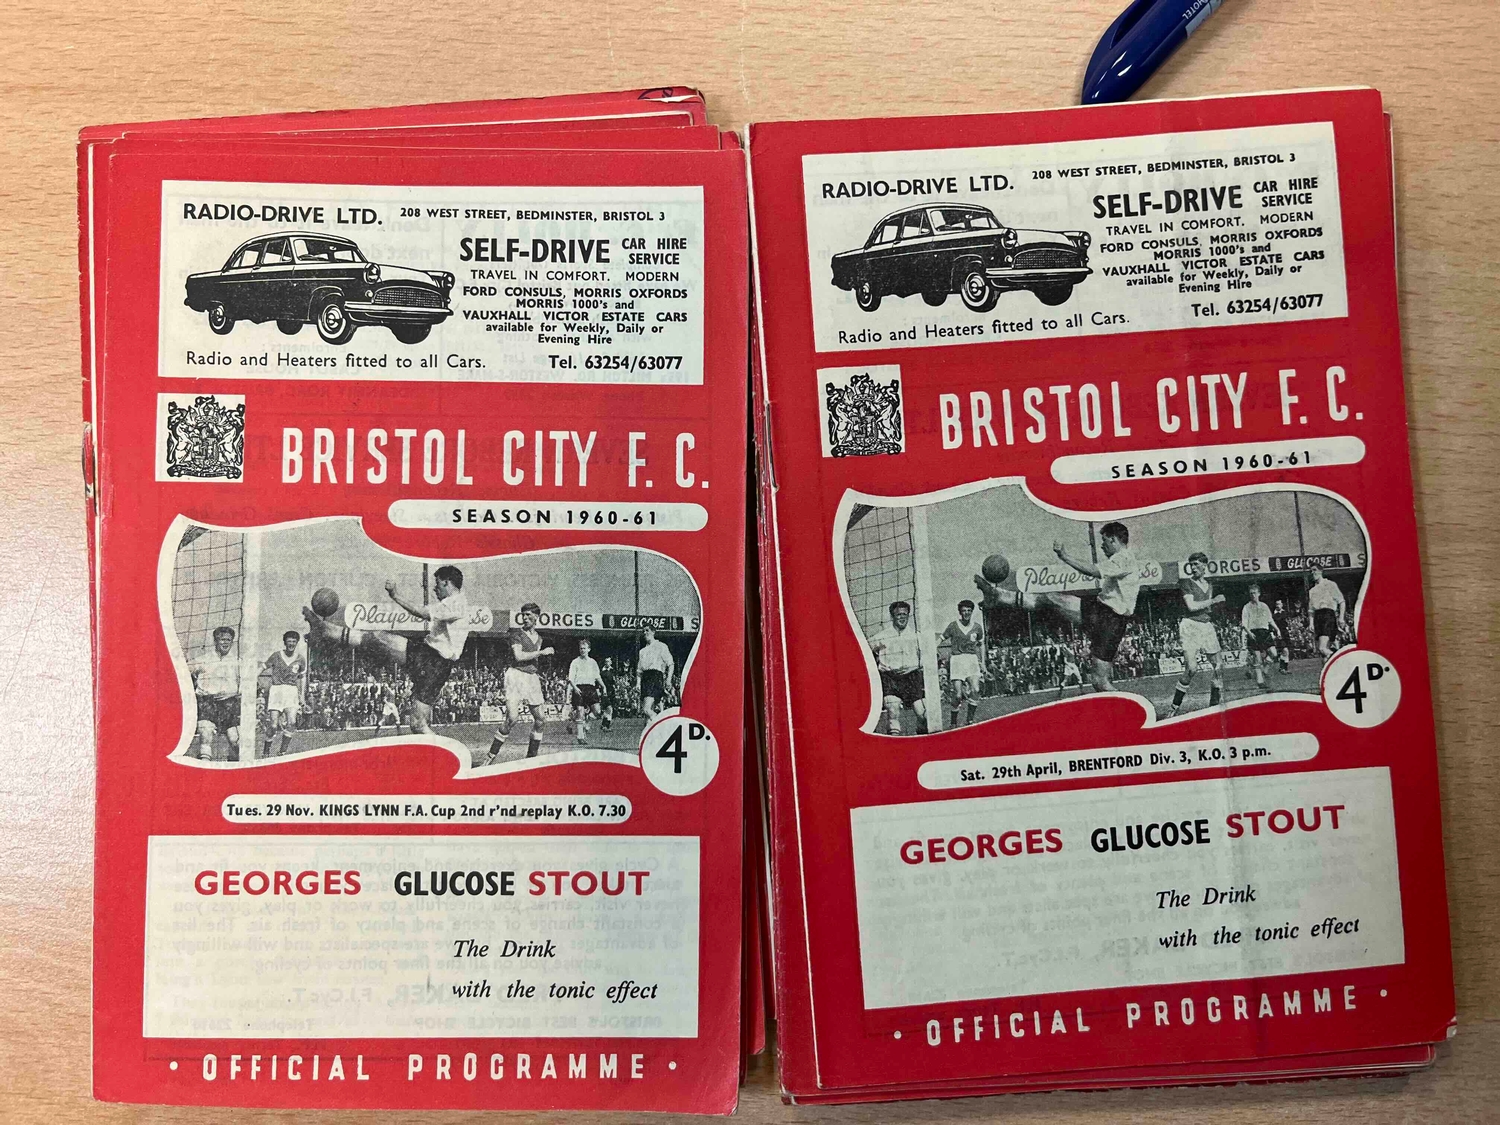 RADIO-DRIVE LTD. 208 WEST STREET, BEDMINSTER, BRISTOL 3
SELF-DRIVE CAR HIRE
SERVICE
TRAVEL IN COMFORT. MODERN
FORD CONSULS, MORRIS OXFORDS
MORRIS 1000's and
VAUXHALL VICTOR ESTATE CARS
available for Weekly, Daily or
Evening Hire
Radio and Heaters fitted to all Cars. Tel. 63254/63077
BRISTOL CITY F. C.
SEASON 1960-61
Players GEORGES GLUCOSE S
4D.
Tues. 29 Nov. KINGS LYNN F.A. Cup 2nd r'nd replay K.O. 7.30
GEORGES GLUCOSE STOUT
The Drink
with the tonic effect
• OFFICIAL PROGRAMME •
RADIO-DRIVE LTD. 208 WEST STREET, BEDMINSTER, BRISTOL 3
SELF-DRIVE CAR HIRE
SERVICE
TRAVEL IN COMFORT. MODERN
FORD CONSULS, MORRIS OXFORDS
MORRIS 1000's and
VAUXHALL VICTOR ESTATE CARS
available for Weekly, Daily or
Evening Hire
Radio and Heaters fitted to all Cars. Tel. 63254/63077
BRISTOL CITY F. C.
SEASON 1960-61
Players GEORGES GLUCOSE S
4D.
Sat. 29th April, BRENTFORD Div. 3, K.O. 3 p.m.
GEORGES GLUCOSE STOUT
The Drink
with the tonic effect
• OFFICIAL PROGRAMME •